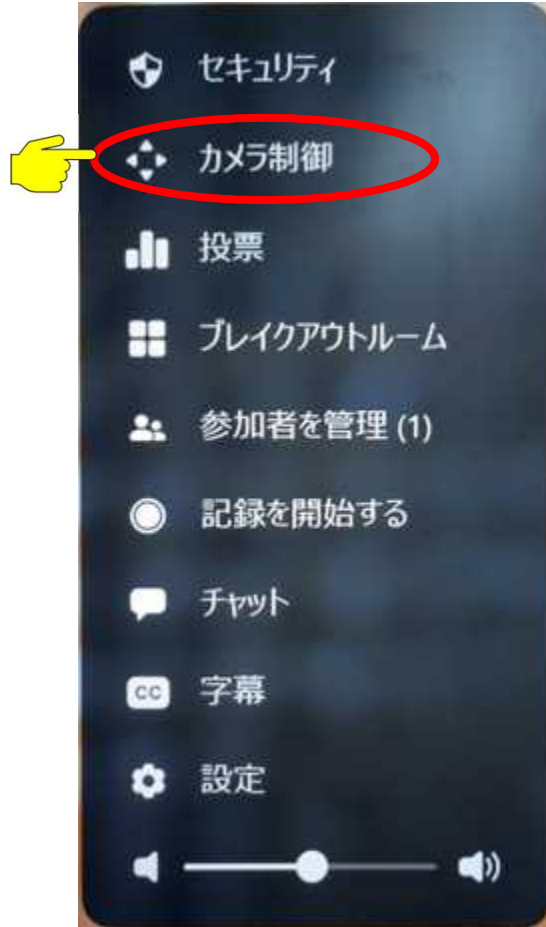 セキュリティ
カメラ制御
投票
ブレイクアウトルーム
参加者を管理 (1)
記録を開始する
チャット
CC 字幕
設定